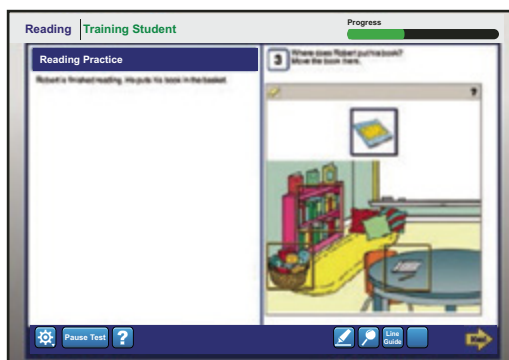 Reading Training Student
Progress
Reading Practice
Robert is finished reading. He puts his book in the basket.
3 Where does Robert put his book?
Move the book there.
?
Pause Test ? Line
Guide